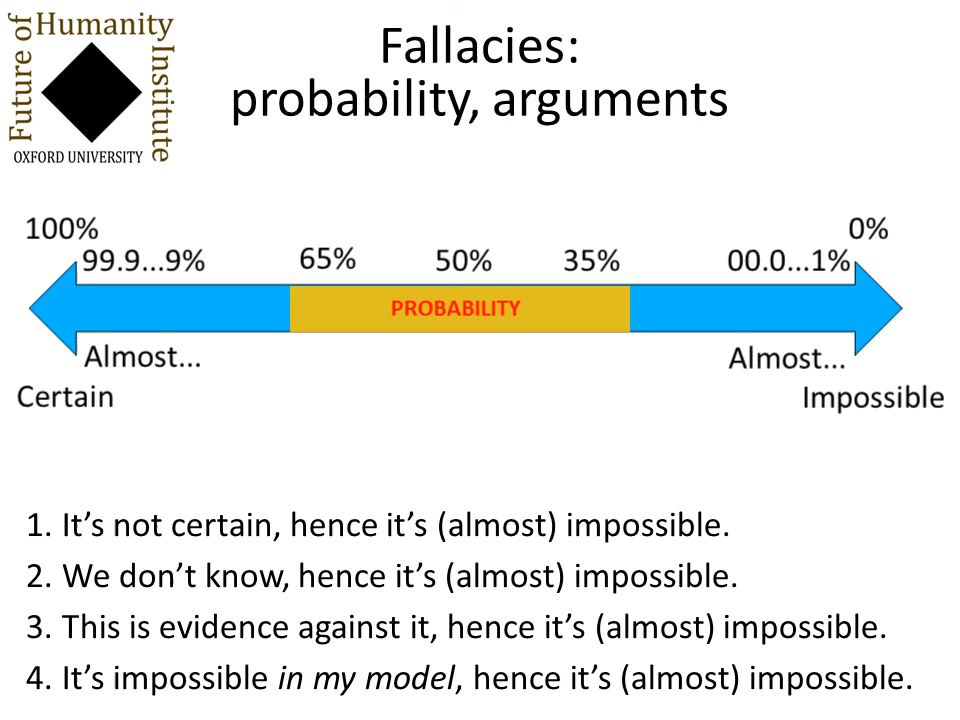 Future of
Humanity
Institute
OXFORD UNIVERSITY
Fallacies:
probability, arguments
100%
0%
99.9...9%
65%
50%
35%
00.0...1%
PROBABILITY
Almost...
Almost...
Certain
Impossible
1. It’s not certain, hence it’s (almost) impossible.
2. We don’t know, hence it’s (almost) impossible.
3. This is evidence against it, hence it’s (almost) impossible.
4. It’s impossible in my model, hence it’s (almost) impossible.